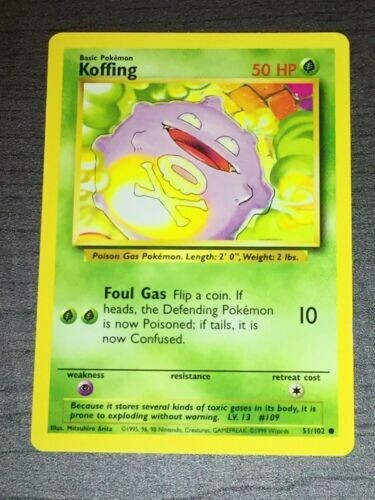 Basic Pokémon
Koffing
50 HP
Poison Gas Pokémon. Length: 2' 0", Weight: 2 lbs.
Foul Gas Flip a coin. If
heads, the Defending Pokémon
is now Poisoned; if tails, it is
now Confused.
10
weakness
resistance
retreat cost
Because it stores several kinds of toxic gases in its body, it is
prone to exploding without warning. LV. 13 #109
Illus. Mitsuhiro Arita
©1995, 96, 98 Nintendo, Creatures, GAMEFREAK. ©1999 Wizards
51/102